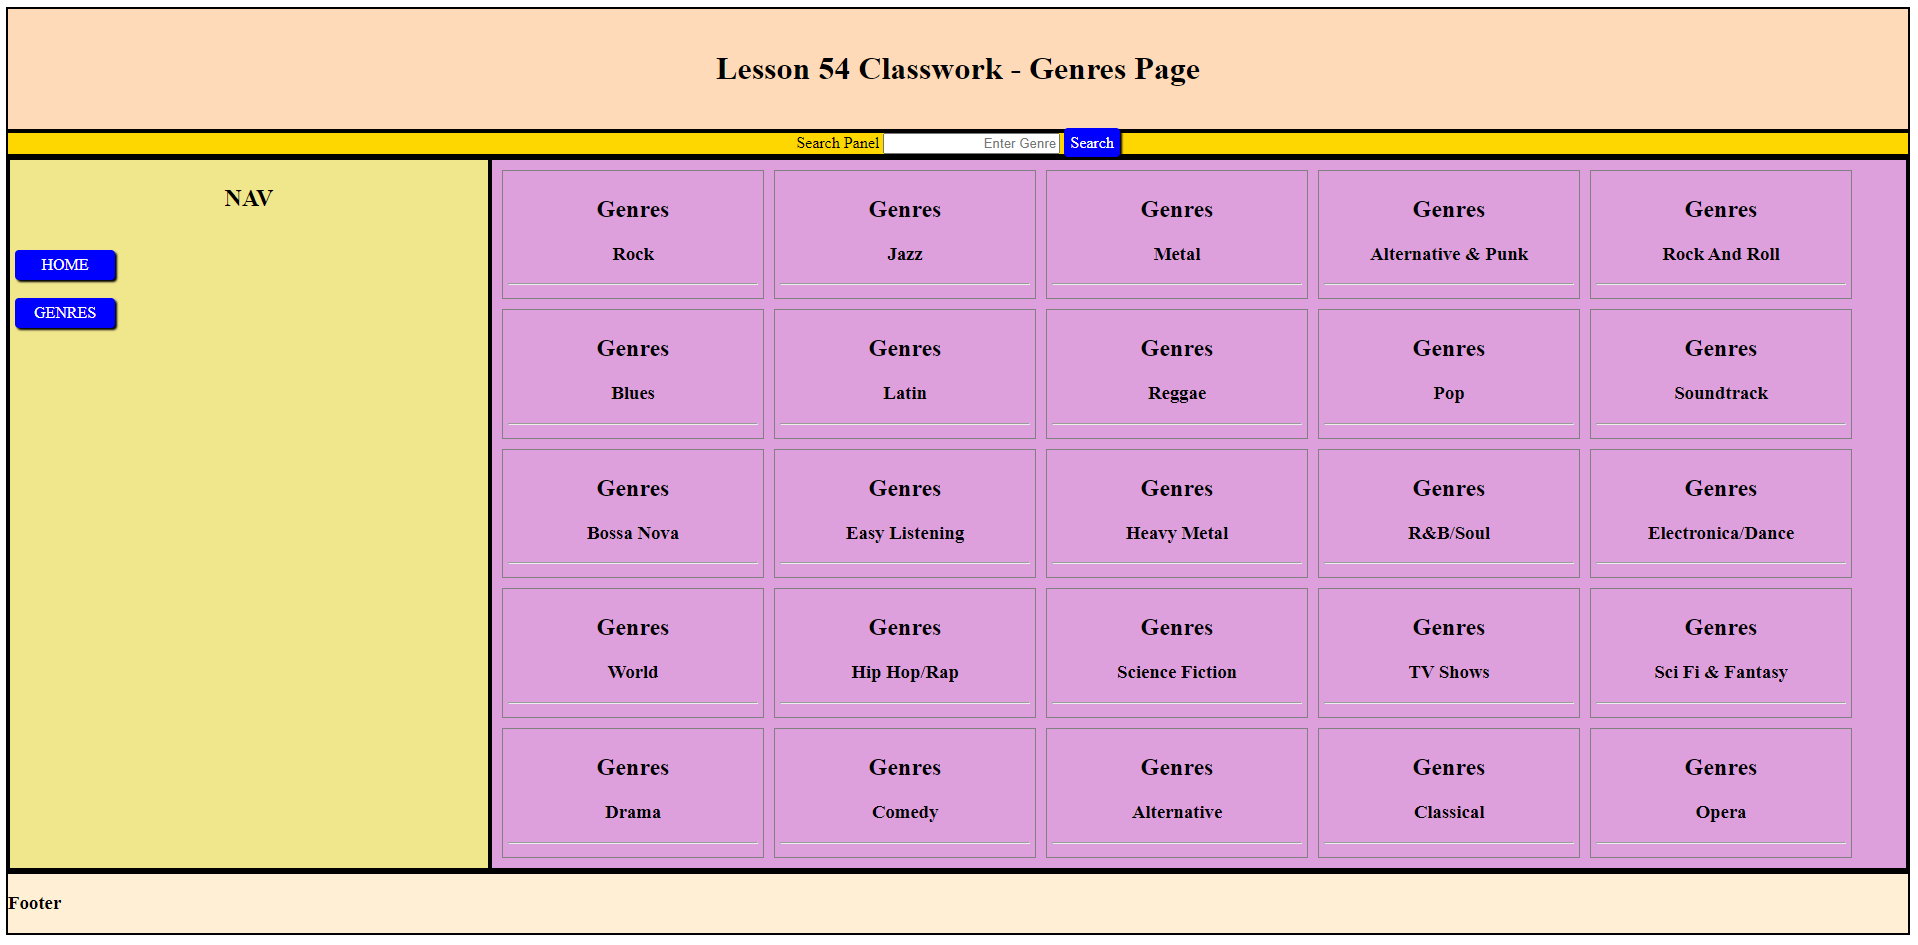 Lesson 54 Classwork - Genres Page
Search Panel Enter Genre Search
NAV
HOME
GENRES
Genres Genres Genres Genres Genres
Rock Jazz Metal Alternative & Punk Rock And Roll
Genres Genres Genres Genres Genres
Blues Latin Reggae Pop Soundtrack
Genres Genres Genres Genres Genres
Bossa Nova Easy Listening Heavy Metal R&B/Soul Electronica/Dance
Genres Genres Genres Genres Genres
World Hip Hop/Rap Science Fiction TV Shows Sci Fi & Fantasy
Genres Genres Genres Genres Genres
Drama Comedy Alternative Classical Opera
Footer